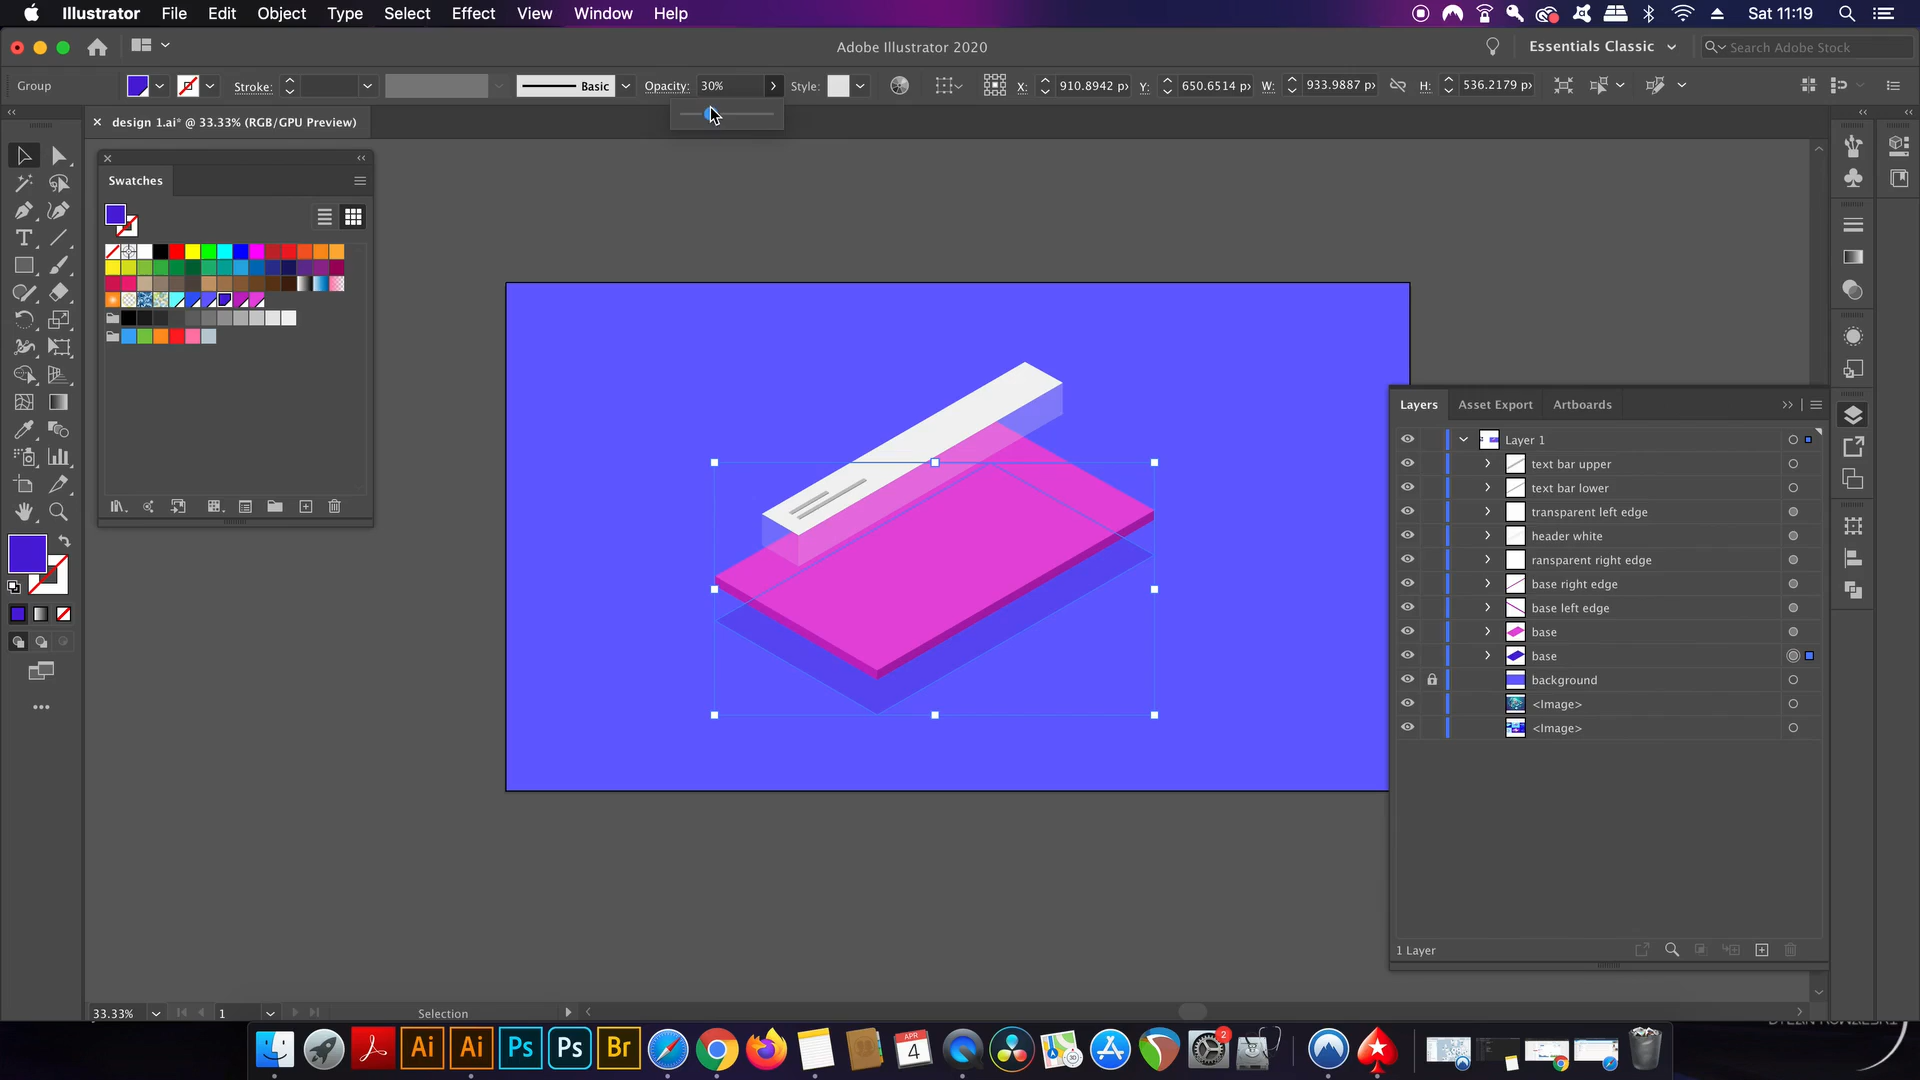 Illustrator File Edit Object Type Select Effect View Window Help
Sat 11:19
Adobe Illustrator 2020
Essentials Classic
Search Adobe Stock
Group
Stroke:
Basic
Opacity: 30%
Style:
X: 910.8942 p
Y: 650.6514 p
W: 933.9887 p
H: 536.2179 p
design 1.ai* @ 33.33% (RGB/GPU Preview)
Swatches
Layers Asset Export Artboards
Layer 1
text bar upper
text bar lower
transparent left edge
header white
ransparent right edge
base right edge
base left edge
base
base
background
<Image>
<Image>
1 Layer
33.33%
1
Selection
Ai Ai Ps Ps Br
APR
4
2